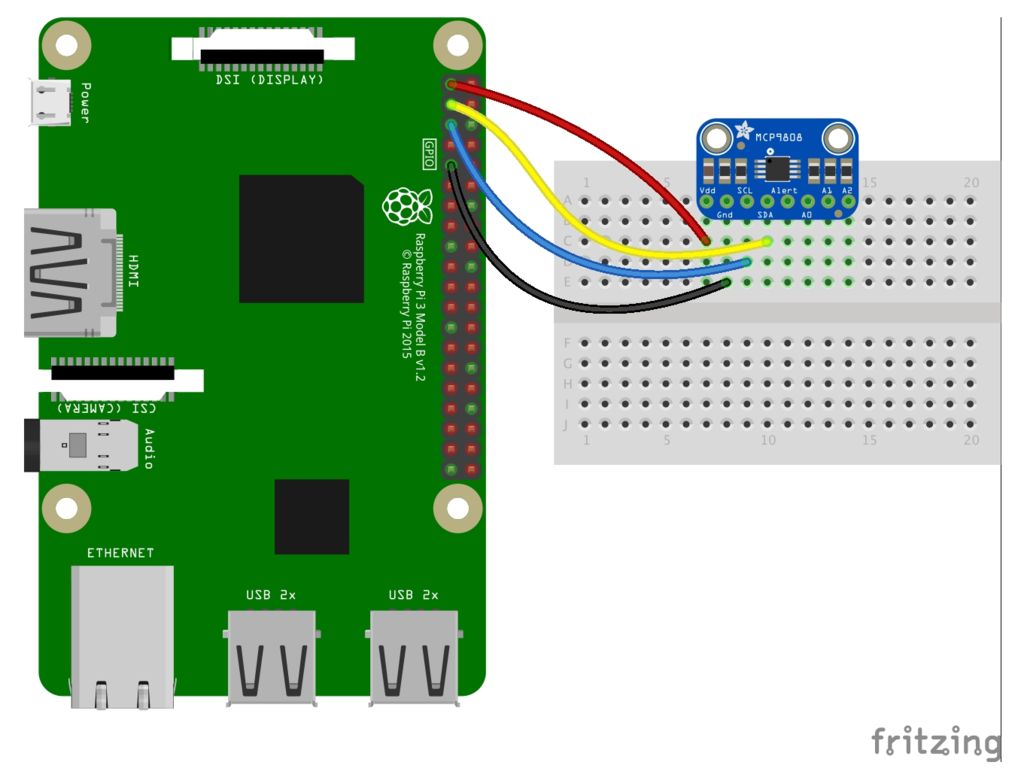 DSI (DISPLAY)
Power
GPIO
HDMI
Raspberry Pi 3 Model B v1.2
© Raspberry Pi 2015
CSI (CAMERA)
Audio
ETHERNET
USB 2x
USB 2x
MCP9808
Vdd SCL Alert A1 A2
Gnd SDA A0
1 5 15 20
A
B
C
D
E
F
G
H
I
J
1 5 10 15 20
fritzing